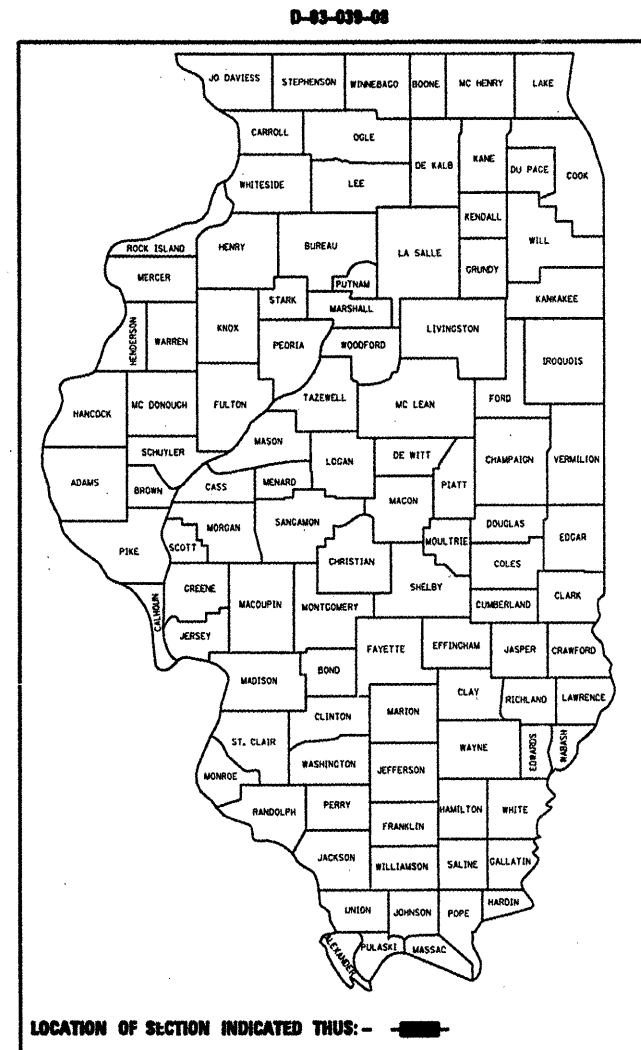 D-83-039-08
JO DAVIESS STEPHENSON WINNEBAGO BOONE MC HENRY LAKE
CARROLL OGLE DE KALB KANE DU PAGE COOK
WHITESIDE LEE KENDALL WILL
ROCK ISLAND HENRY BUREAU LA SALLE GRUNDY
MERCER STARK PUTNAM MARSHALL KANKAKEE
HENDERSON WARREN KNOX PEORIA WOODFORD LIVINGSTON IROQUOIS
HANCOCK MC DONOUGH FULTON TAZEWELL MC LEAN FORD
SCHUYLER MASON LOGAN DE WITT CHAMPAIGN VERMILION
ADAMS BROWN CASS MENARD MACON PIATT
PIKE SCOTT MORGAN SANGAMON CHRISTIAN MOULTRIE DOUGLAS EDGAR
COLES
CALHOUN GREENE MACOUPIN MONTGOMERY SHELBY CUMBERLAND CLARK
JERSEY FAYETTE EFFINGHAM JASPER CRAWFORD
MADISON BOND CLAY RICHLAND LAWRENCE
CLINTON MARION
ST. CLAIR WASHINGTON JEFFERSON WAYNE EDWARDS WABASH
MONROE
RANDOLPH PERRY FRANKLIN HAMILTON WHITE
JACKSON WILLIAMSON SALINE GALLATIN
UNION JOHNSON POPE HARDIN
ALEXANDER PULASKI MASSAC
LOCATION OF SECTION INDICATED THUS: -